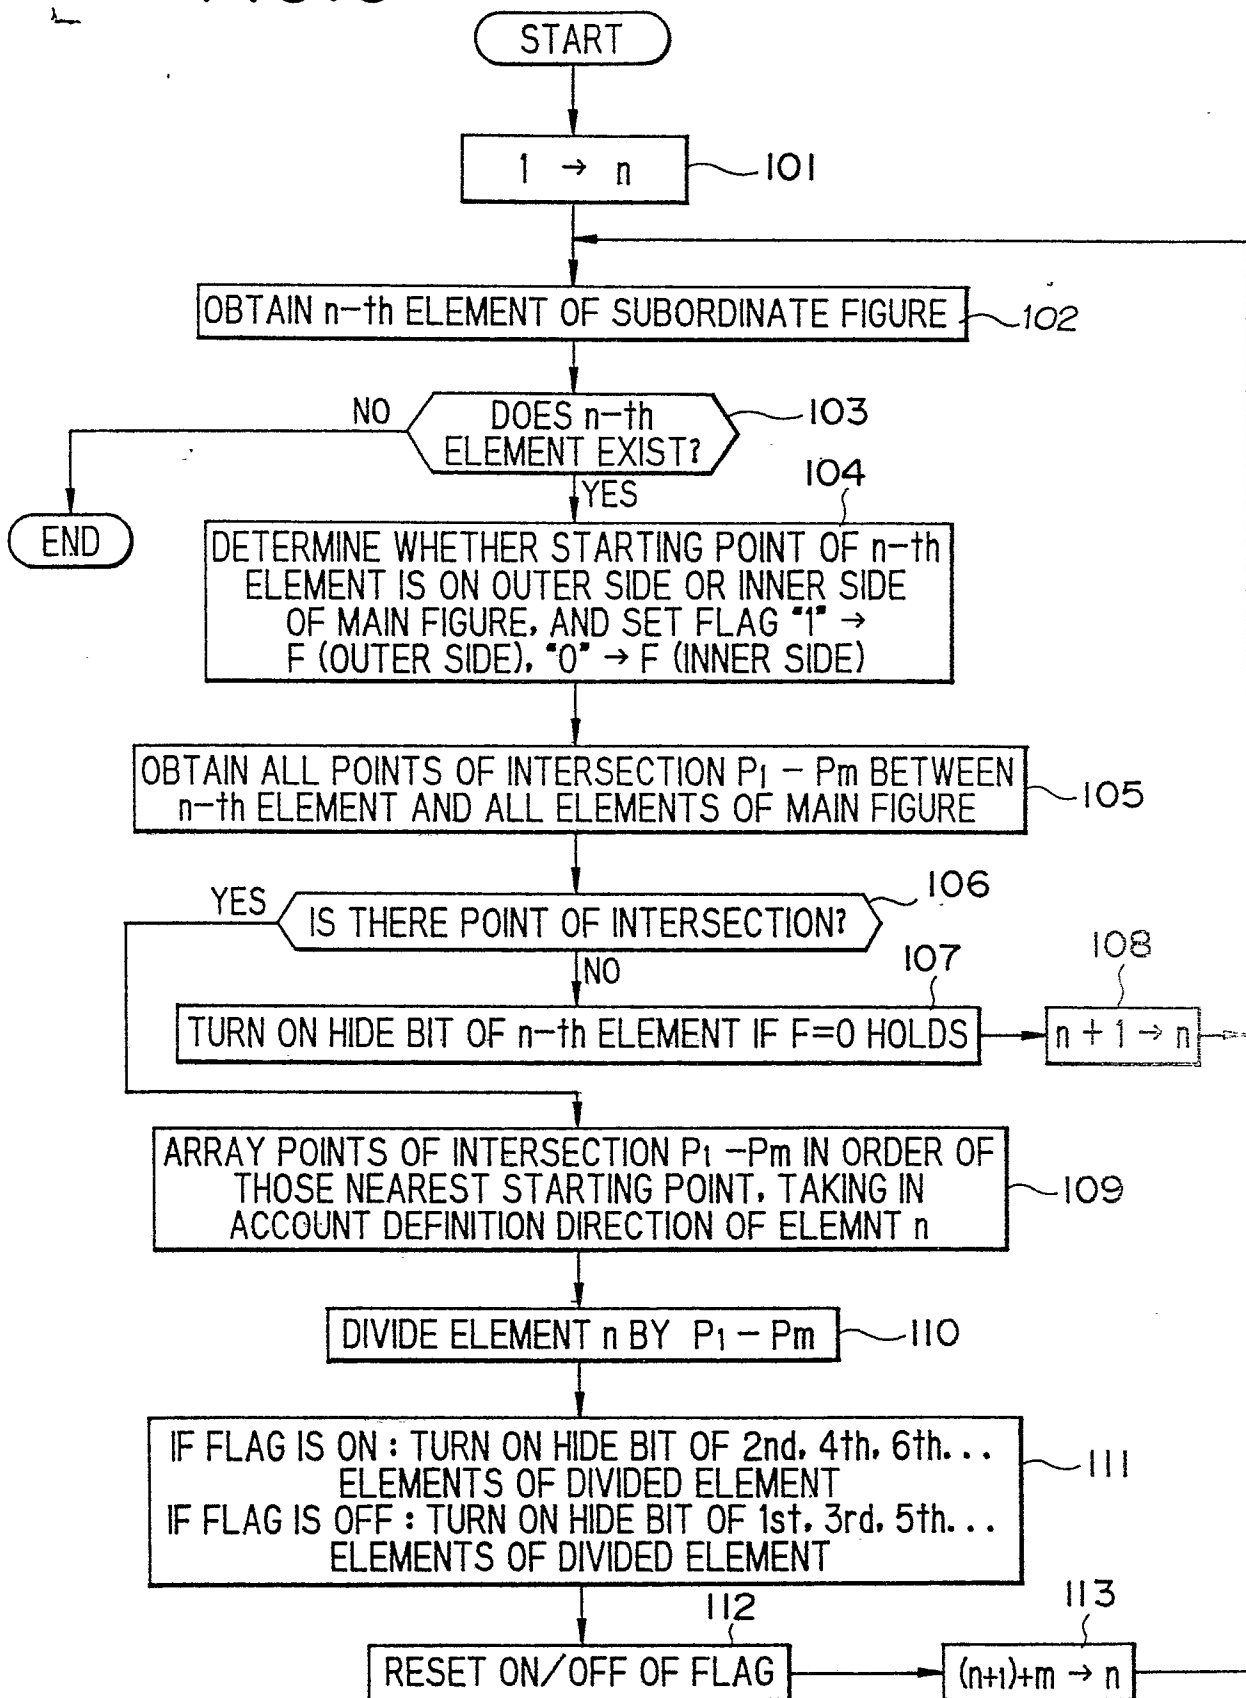 START
1 → n
101
OBTAIN n-th ELEMENT OF SUBORDINATE FIGURE
102
NO
DOES n-th
ELEMENT EXIST?
103
YES
104
END
DETERMINE WHETHER STARTING POINT OF n-th
ELEMENT IS ON OUTER SIDE OR INNER SIDE
OF MAIN FIGURE, AND SET FLAG "1" →
F (OUTER SIDE), "0" → F (INNER SIDE)
OBTAIN ALL POINTS OF INTERSECTION P1 - Pm BETWEEN
n-th ELEMENT AND ALL ELEMENTS OF MAIN FIGURE
105
YES
IS THERE POINT OF INTERSECTION?
106
NO
107
108
TURN ON HIDE BIT OF n-th ELEMENT IF F=0 HOLDS
n + 1 → n
ARRAY POINTS OF INTERSECTION P1 -Pm IN ORDER OF
THOSE NEAREST STARTING POINT, TAKING IN
ACCOUNT DEFINITION DIRECTION OF ELEMNT n
109
DIVIDE ELEMENT n BY P1 - Pm
110
IF FLAG IS ON : TURN ON HIDE BIT OF 2nd, 4th, 6th...
ELEMENTS OF DIVIDED ELEMENT
IF FLAG IS OFF : TURN ON HIDE BIT OF 1st, 3rd, 5th...
ELEMENTS OF DIVIDED ELEMENT
111
112
113
RESET ON/OFF OF FLAG
(n+1)+m → n